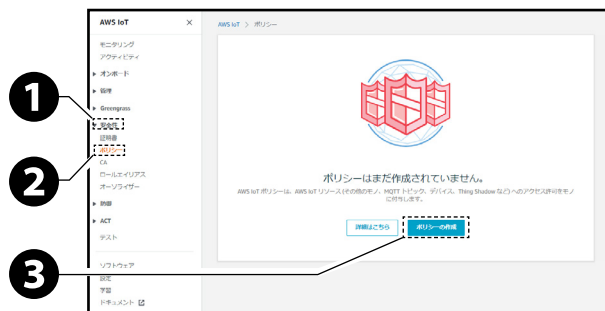 AWS IoT ×
モニタリング
アクティビティ
オンボード
管理
Greengrass
安全性
証明書
ポリシー
CA
ロールエイリアス
オーソライザー
防御
ACT
テスト
ソフトウェア
設定
学習
ドキュメント
AWS IoT > ポリシー
ポリシーはまだ作成されていません。
AWS IoT ポリシーは、AWS IoT リソース (その他のモノ、MQTT トピック、デバイス、Thing Shadow など) へのアクセス許可をモノ
に付与します。
詳細はこちら
ポリシーの作成
1
2
3